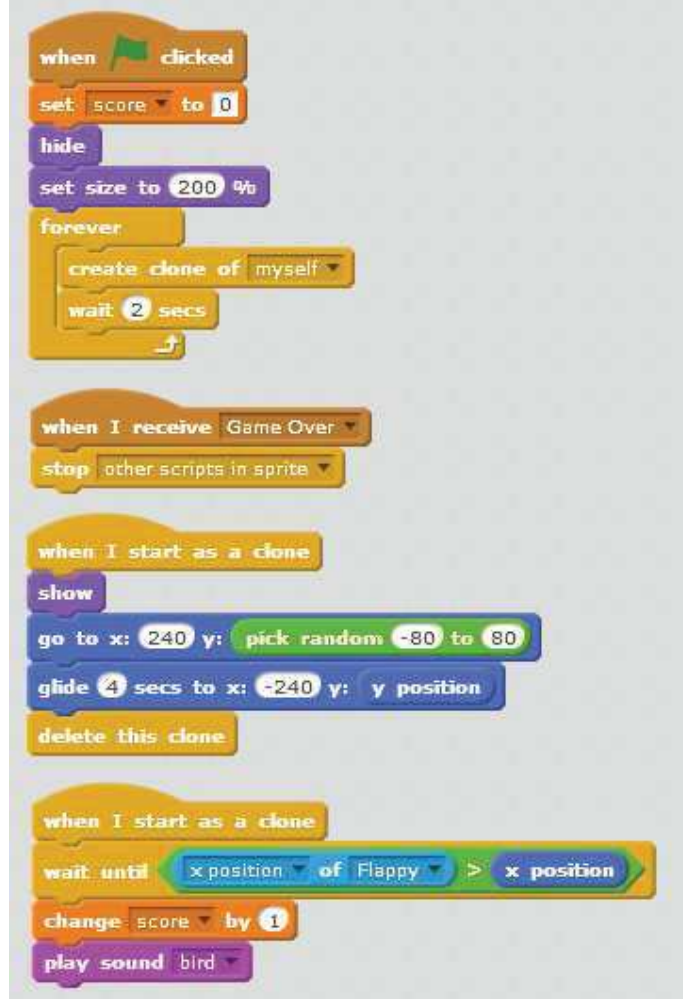 when clicked
set score to 0
hide
set size to 200 %
forever
create clone of myself
wait 2 secs
when I receive Game Over
stop other scripts in sprite
when I start as a clone
show
go to x: 240 y: pick random -80 to 80
glide 4 secs to x: -240 y: y position
delete this clone
when I start as a clone
wait until x position of Flappy > x position
change score by 1
play sound bird